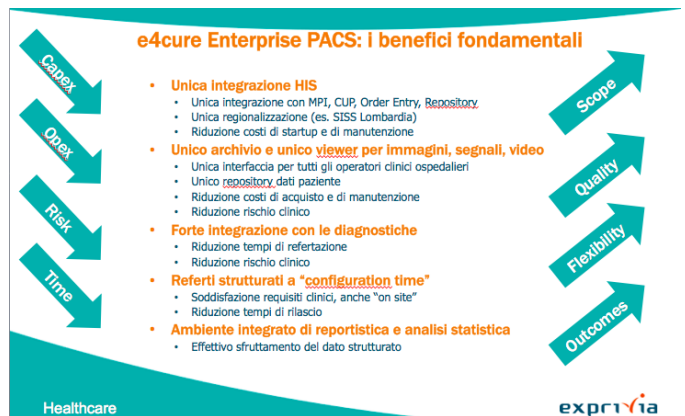 e4cure Enterprise PACS: i benefici fondamentali
Capex
Opex
Risk
Time
• Unica integrazione HIS
• Unica integrazione con MPI, CUP, Order Entry, Repository
• Unica regionalizzazione (es. SISS Lombardia)
• Riduzione costi di startup e di manutenzione
• Unico archivio e unico viewer per immagini, segnali, video
• Unica interfaccia per tutti gli operatori clinici ospedalieri
• Unico repository dati paziente
• Riduzione costi di acquisto e di manutenzione
• Riduzione rischio clinico
• Forte integrazione con le diagnostiche
• Riduzione tempi di refertazione
• Riduzione rischio clinico
• Referti strutturati a “configuration time”
• Soddisfazione requisiti clinici, anche “on site”
• Riduzione tempi di rilascio
• Ambiente integrato di reportistica e analisi statistica
• Effettivo sfruttamento del dato strutturato
Scope
Quality
Flexibility
Outcomes
Healthcare
exprivia